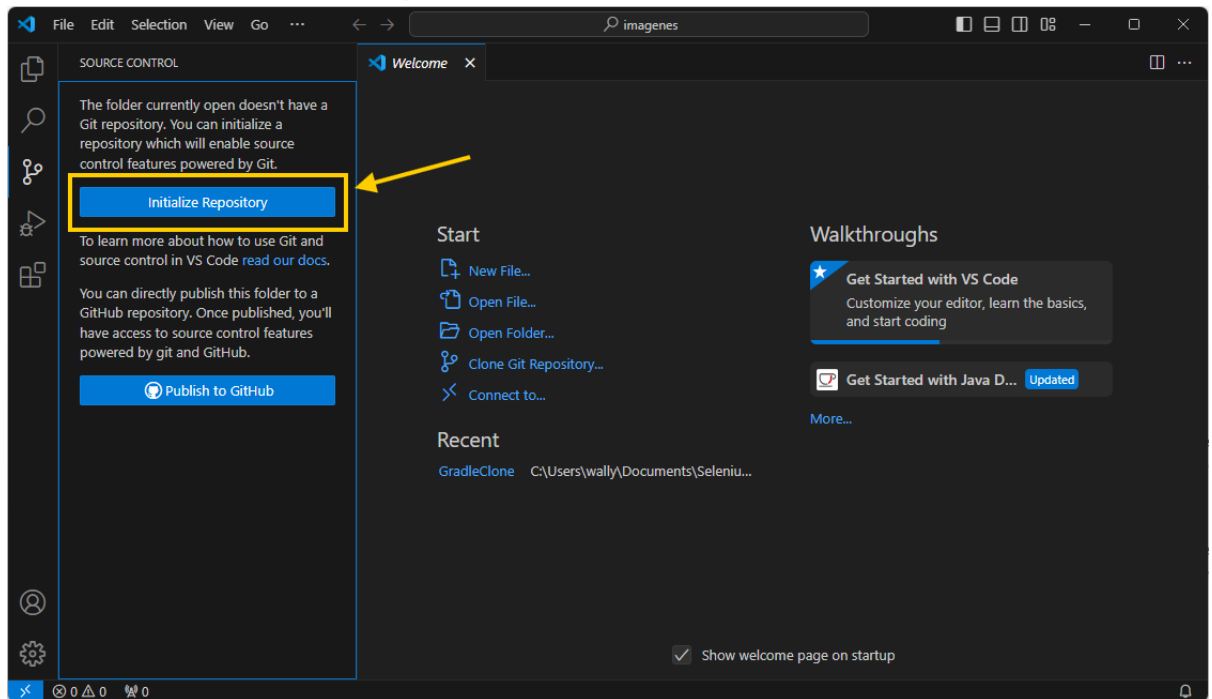 File Edit Selection View Go ···
imagenes
SOURCE CONTROL
Welcome
The folder currently open doesn't have a
Git repository. You can initialize a
repository which will enable source
control features powered by Git.
Initialize Repository
To learn more about how to use Git and
source control in VS Code read our docs.
You can directly publish this folder to a
GitHub repository. Once published, you'll
have access to source control features
powered by git and GitHub.
Publish to GitHub
Start
New File...
Open File...
Open Folder...
Clone Git Repository...
Connect to...
Recent
GradleClone C:\Users\wally\Documents\Seleniu...
Walkthroughs
Get Started with VS Code
Customize your editor, learn the basics,
and start coding
Get Started with Java D... Updated
More...
Show welcome page on startup
0 0 0